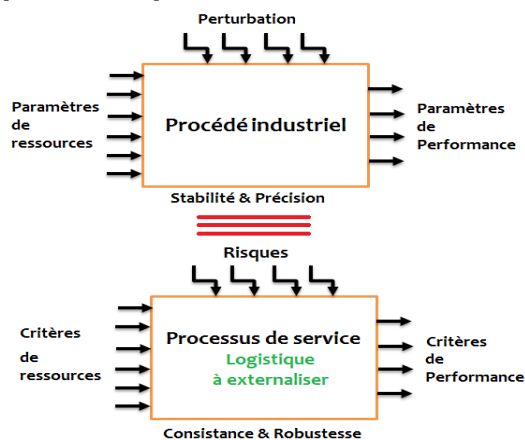 Perturbation
Paramètres
de
ressources
Procédé industriel
Paramètres
de
Performance
Stabilité & Précision
Risques
Critères
de
ressources
Processus de service
Logistique
à externaliser
Critères
de
Performance
Consistance & Robustesse